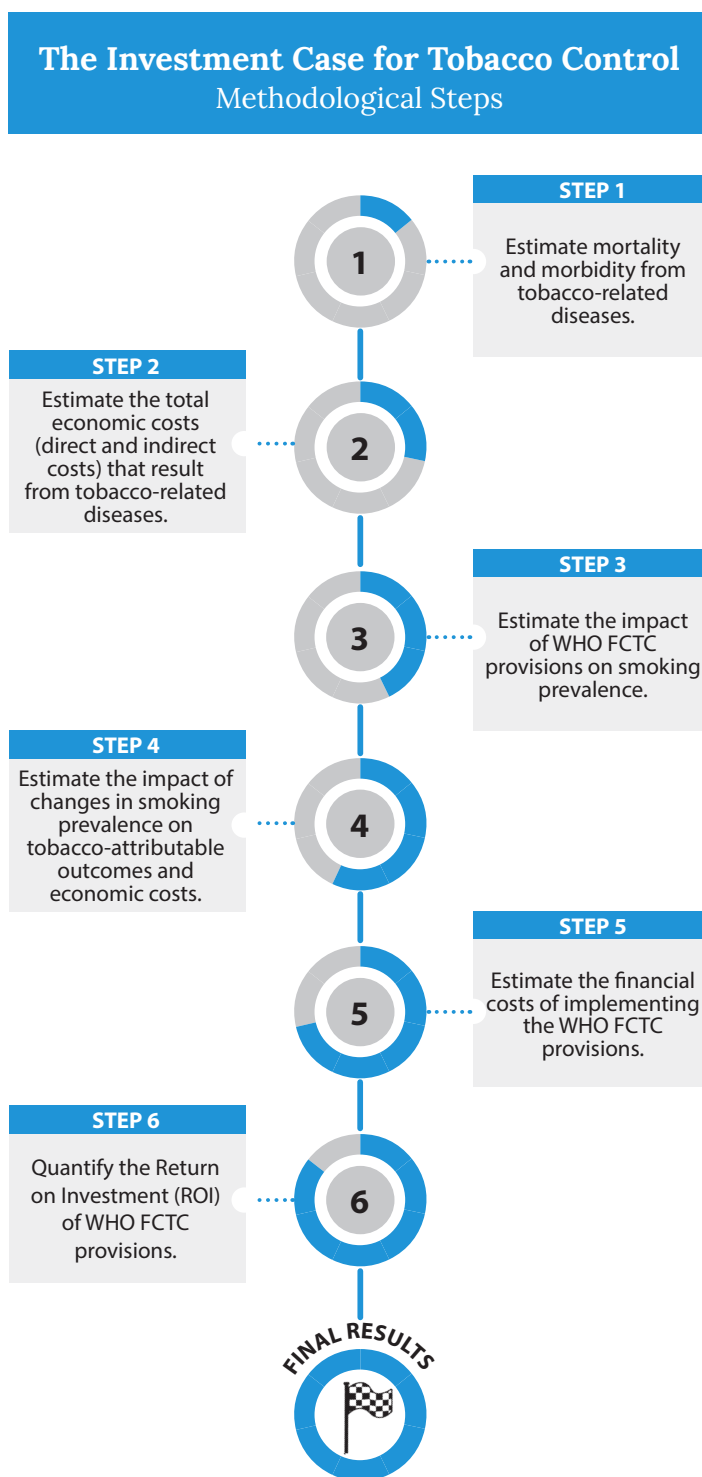 The Investment Case for Tobacco Control
Methodological Steps
1
STEP 1
Estimate mortality
and morbidity from
tobacco-related
diseases.
STEP 2
Estimate the total
economic costs
(direct and indirect
costs) that result
from tobacco-related
diseases.
2
3
STEP 3
Estimate the impact
of WHO FCTC
provisions on smoking
prevalence.
STEP 4
Estimate the impact of
changes in smoking
prevalence on
tobacco-attributable
outcomes and
economic costs.
4
5
STEP 5
Estimate the financial
costs of implementing
the WHO FCTC
provisions.
STEP 6
Quantify the Return
on Investment (ROI)
of WHO FCTC
provisions.
6
FINAL RESULTS